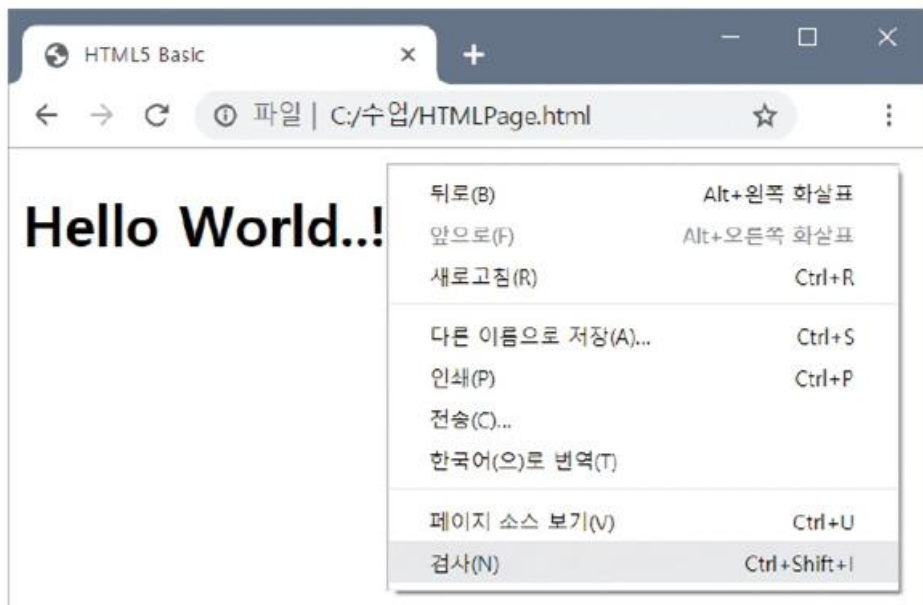 HTML5 Basic
파일 | C:/수업/HTMLPage.html
Hello World..!
뒤로(B) Alt+왼쪽 화살표
앞으로(F) Alt+오른쪽 화살표
새로고침(R) Ctrl+R
다른 이름으로 저장(A)... Ctrl+S
인쇄(P) Ctrl+P
전송(C)...
한국어(으)로 번역(T)
페이지 소스 보기(V) Ctrl+U
검사(N) Ctrl+Shift+I